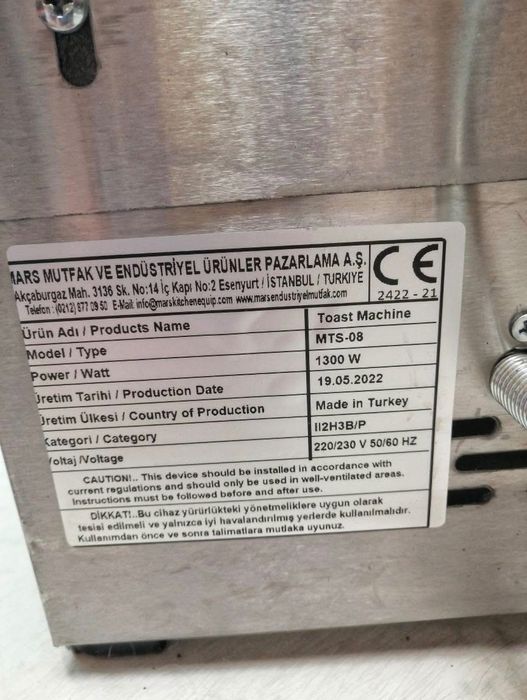 MARS MUTFAK VE ENDÜSTRİYEL ÜRÜNLER PAZARLAMA A.Ş.
Akçaburgaz Mah. 3136 Sk. No:14 İç Kapı No:2 Esenyurt / İSTANBUL / TURKIYE
Telefon : (0212) 877 09 50 E-Mail: info@marskitchenequip.com www.marsendustriyelmutfak.com
CE
2422 - 21
Ürün Adı / Products Name Toast Machine
Model / Type MTS-08
Power / Watt 1300 W
Üretim Tarihi / Production Date 19.05.2022
Üretim Ülkesi / Country of Production Made in Turkey
Kategori / Category II2H3B/P
Voltaj /Voltage 220/230 V 50/60 HZ
CAUTION!.. This device should be installed in accordance with
current regulations and should only be used in well-ventilated areas.
Instructions must be followed before and after use.
DİKKAT!..Bu cihaz yürürlükteki yönetmeliklere uygun olarak
tesisi edilmeli ve yalnızca iyi havalandırılmış yerlerde kullanılmalıdır.
Kullanımdan önce ve sonra talimatlara mutlaka uyunuz.